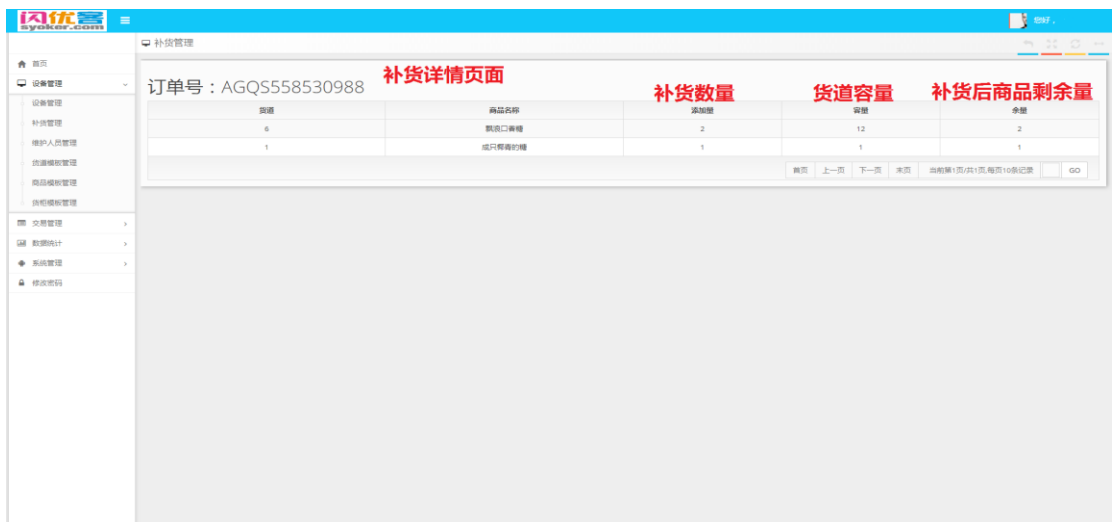 闪优客
syoker.com
您好，
补货管理
首页
设备管理
设备管理
补货管理
维护人员管理
货道模板管理
商品模板管理
货柜模板管理
交易管理
数据统计
系统管理
修改密码
补货详情页面
订单号：AGQS558530988
补货数量 货道容量 补货后商品剩余量
货道 商品名称 添加量 容量 余量
6 飘浪口香糖 2 12 2
1 1 1 1
首页 上一页 下一页 末页 当前第1页/共1页,每页10条记录 GO